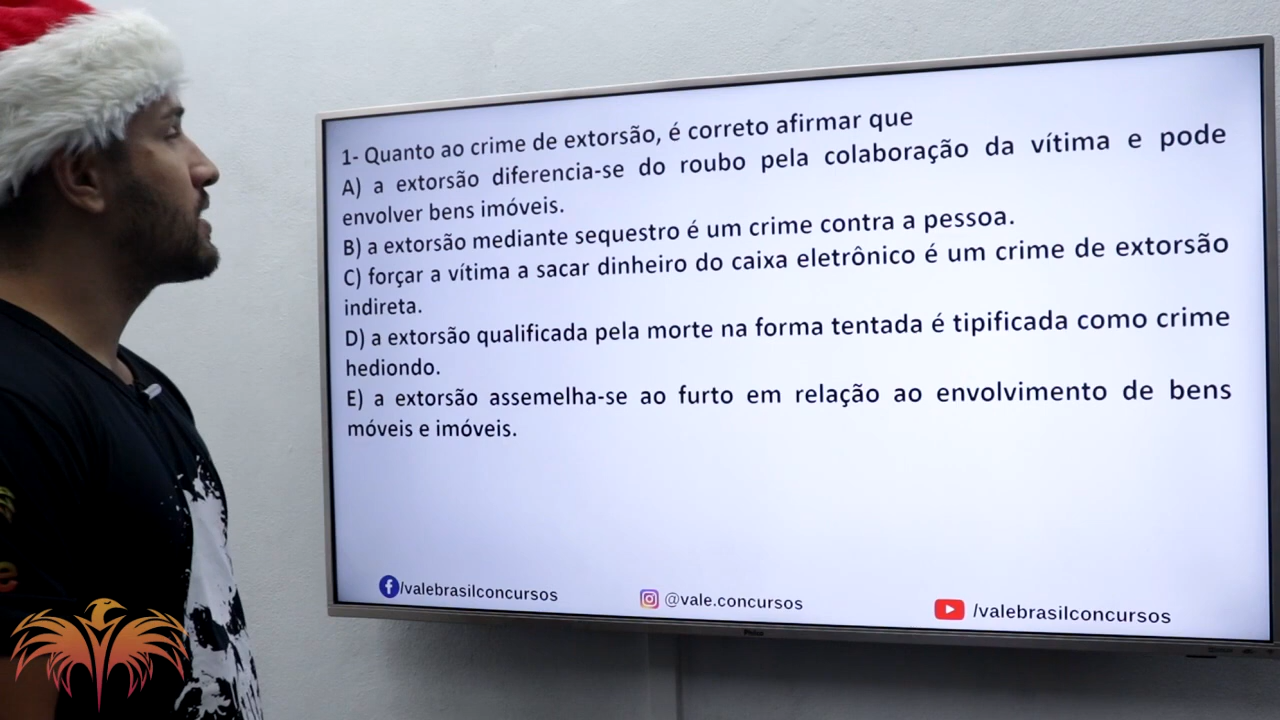 1- Quanto ao crime de extorsão, é correto afirmar que
A) a extorsão diferencia-se do roubo pela colaboração da vítima e pode
envolver bens imóveis.
B) a extorsão mediante sequestro é um crime contra a pessoa.
C) forçar a vítima a sacar dinheiro do caixa eletrônico é um crime de extorsão
indireta.
D) a extorsão qualificada pela morte na forma tentada é tipificada como crime
hediondo.
E) a extorsão assemelha-se ao furto em relação ao envolvimento de bens
móveis e imóveis.
/valebrasilconcursos
@vale.concursos
/valebrasilconcursos
Philco